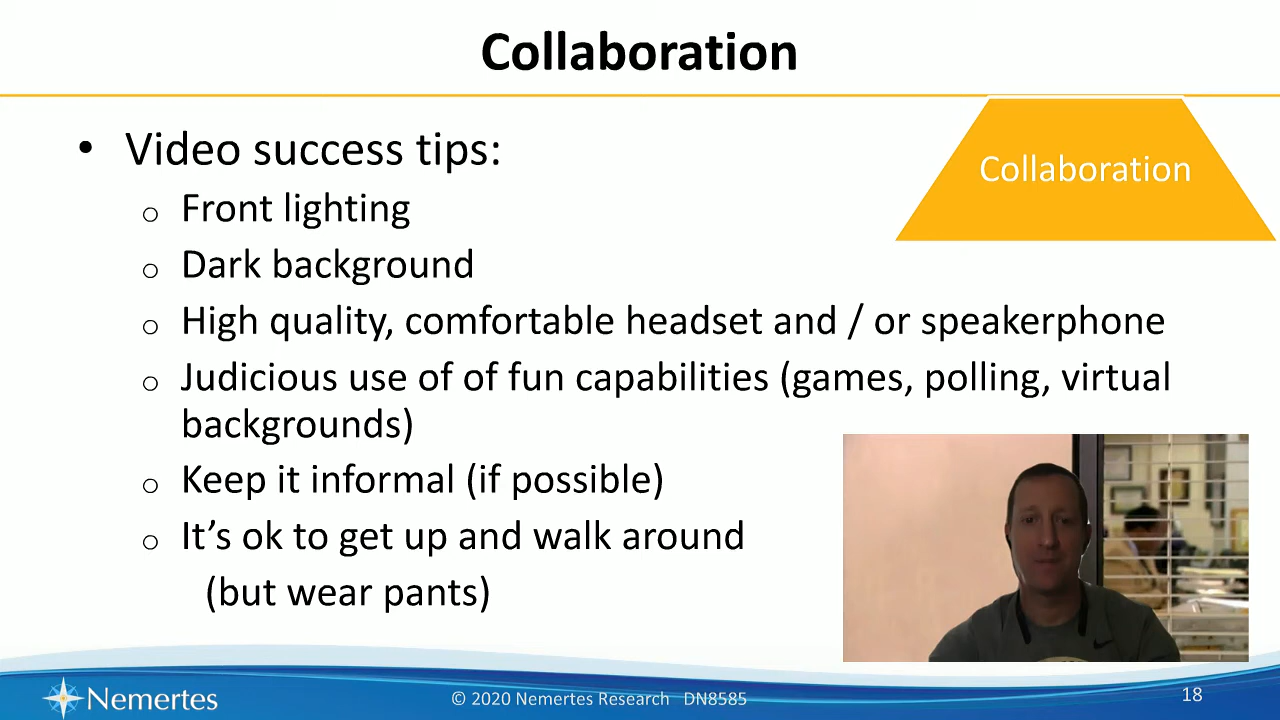 Collaboration
Collaboration
• Video success tips:
o Front lighting
o Dark background
o High quality, comfortable headset and / or speakerphone
o Judicious use of of fun capabilities (games, polling, virtual
backgrounds)
o Keep it informal (if possible)
o It’s ok to get up and walk around
(but wear pants)
Nemertes
© 2020 Nemertes Research DN8585
18